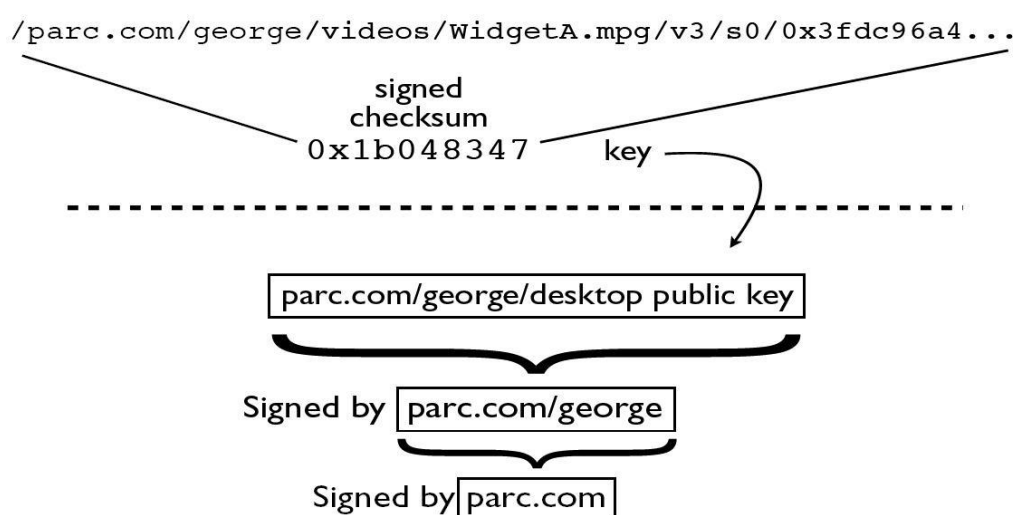 /parc.com/george/videos/WidgetA.mpg/v3/s0/0x3fdc96a4...
signed
checksum
0x1b048347
key
parc.com/george/desktop public key
Signed by parc.com/george
Signed by parc.com